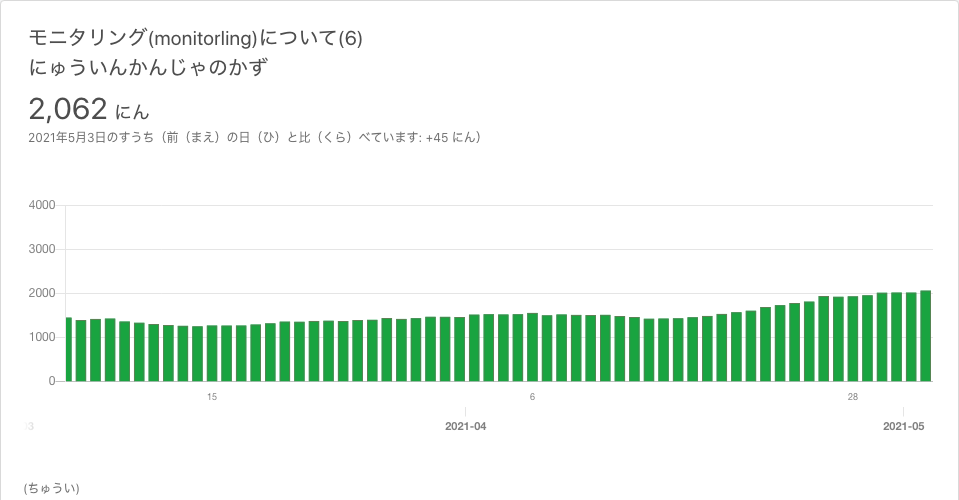 モニタリング(monitorling)について(6)
にゅういんかんじゃのかず
2,062 にん
2021年5月3日のすうち（前（まえ）の日（ひ）と比（くら）べています: +45 にん）
4000
3000
2000
1000
0
15
6
28
3
2021-04
2021-05
(ちゅうい)